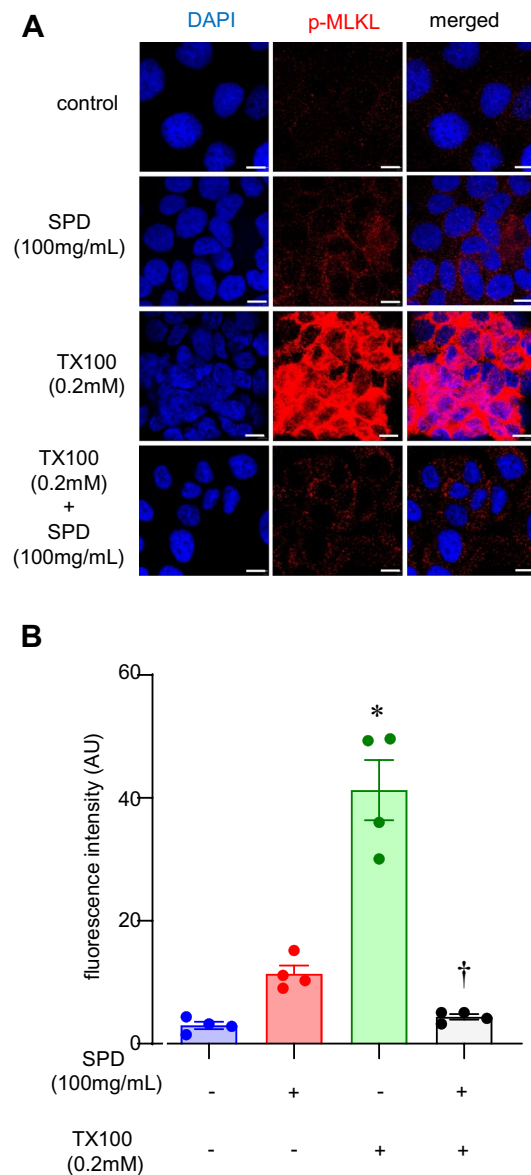 A
DAPI p-MLKL merged
control
SPD
(100mg/mL)
TX100
(0.2mM)
TX100
(0.2mM)
+
SPD
(100mg/mL)
B
fluorescence intensity (AU)
60
40
20
0
*
†
SPD
(100mg/mL)
- + - +
TX100
(0.2mM)
- - + +